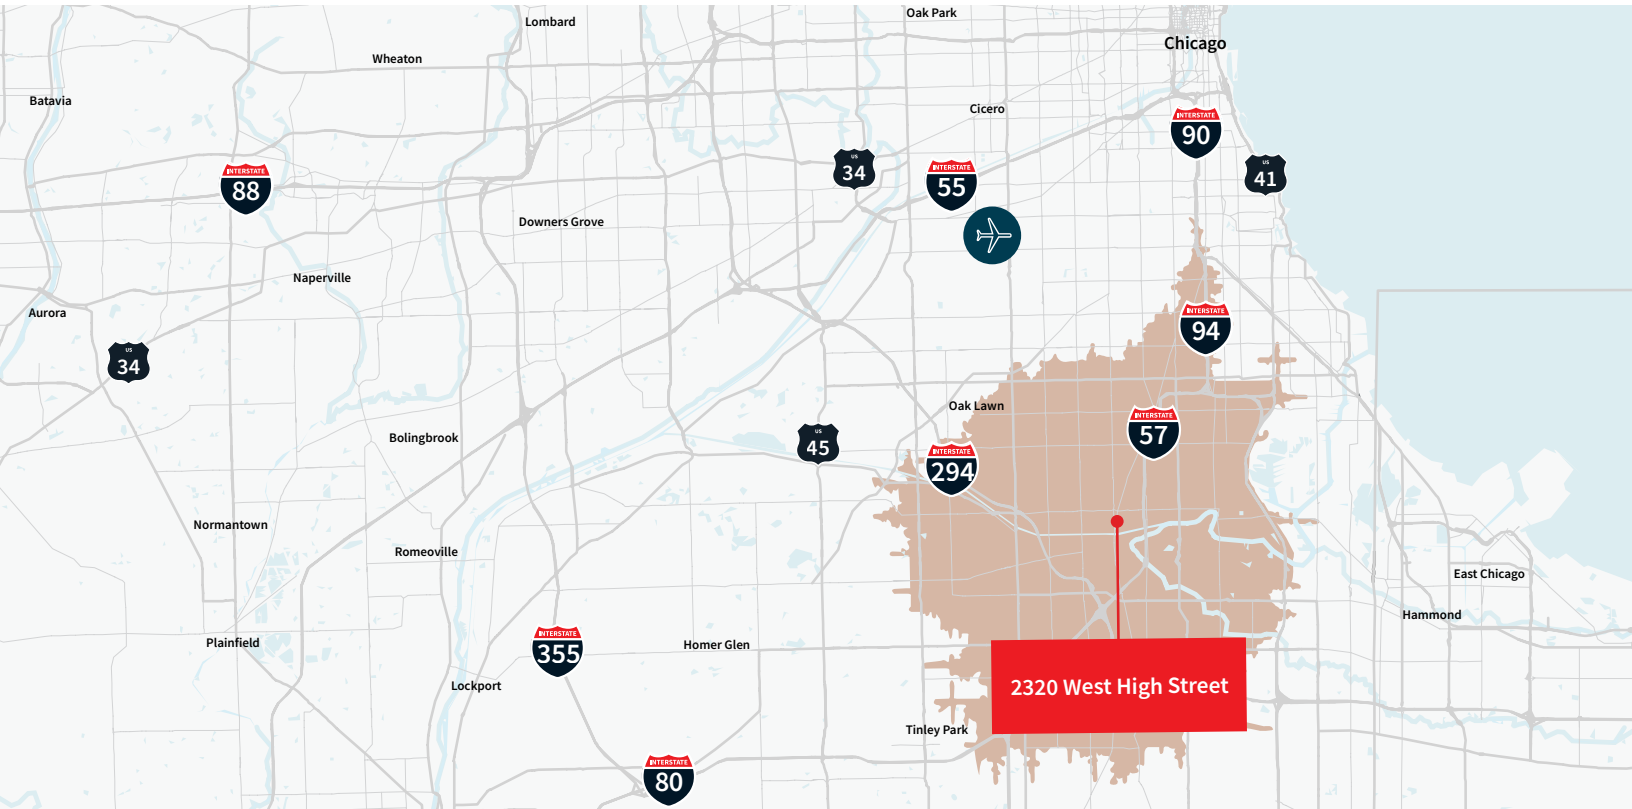 Oak Park
Lombard
Chicago
Wheaton
Batavia
Cicero
INTERSTATE
90
US
34
INTERSTATE
55
US
41
INTERSTATE
88
Downers Grove
Naperville
Aurora
INTERSTATE
94
US
34
Oak Lawn
INTERSTATE
57
Bolingbrook
US
45
INTERSTATE
294
Normantown
Romeoville
East Chicago
Hammond
Plainfield
INTERSTATE
355
Homer Glen
Lockport
2320 West High Street
Tinley Park
INTERSTATE
80